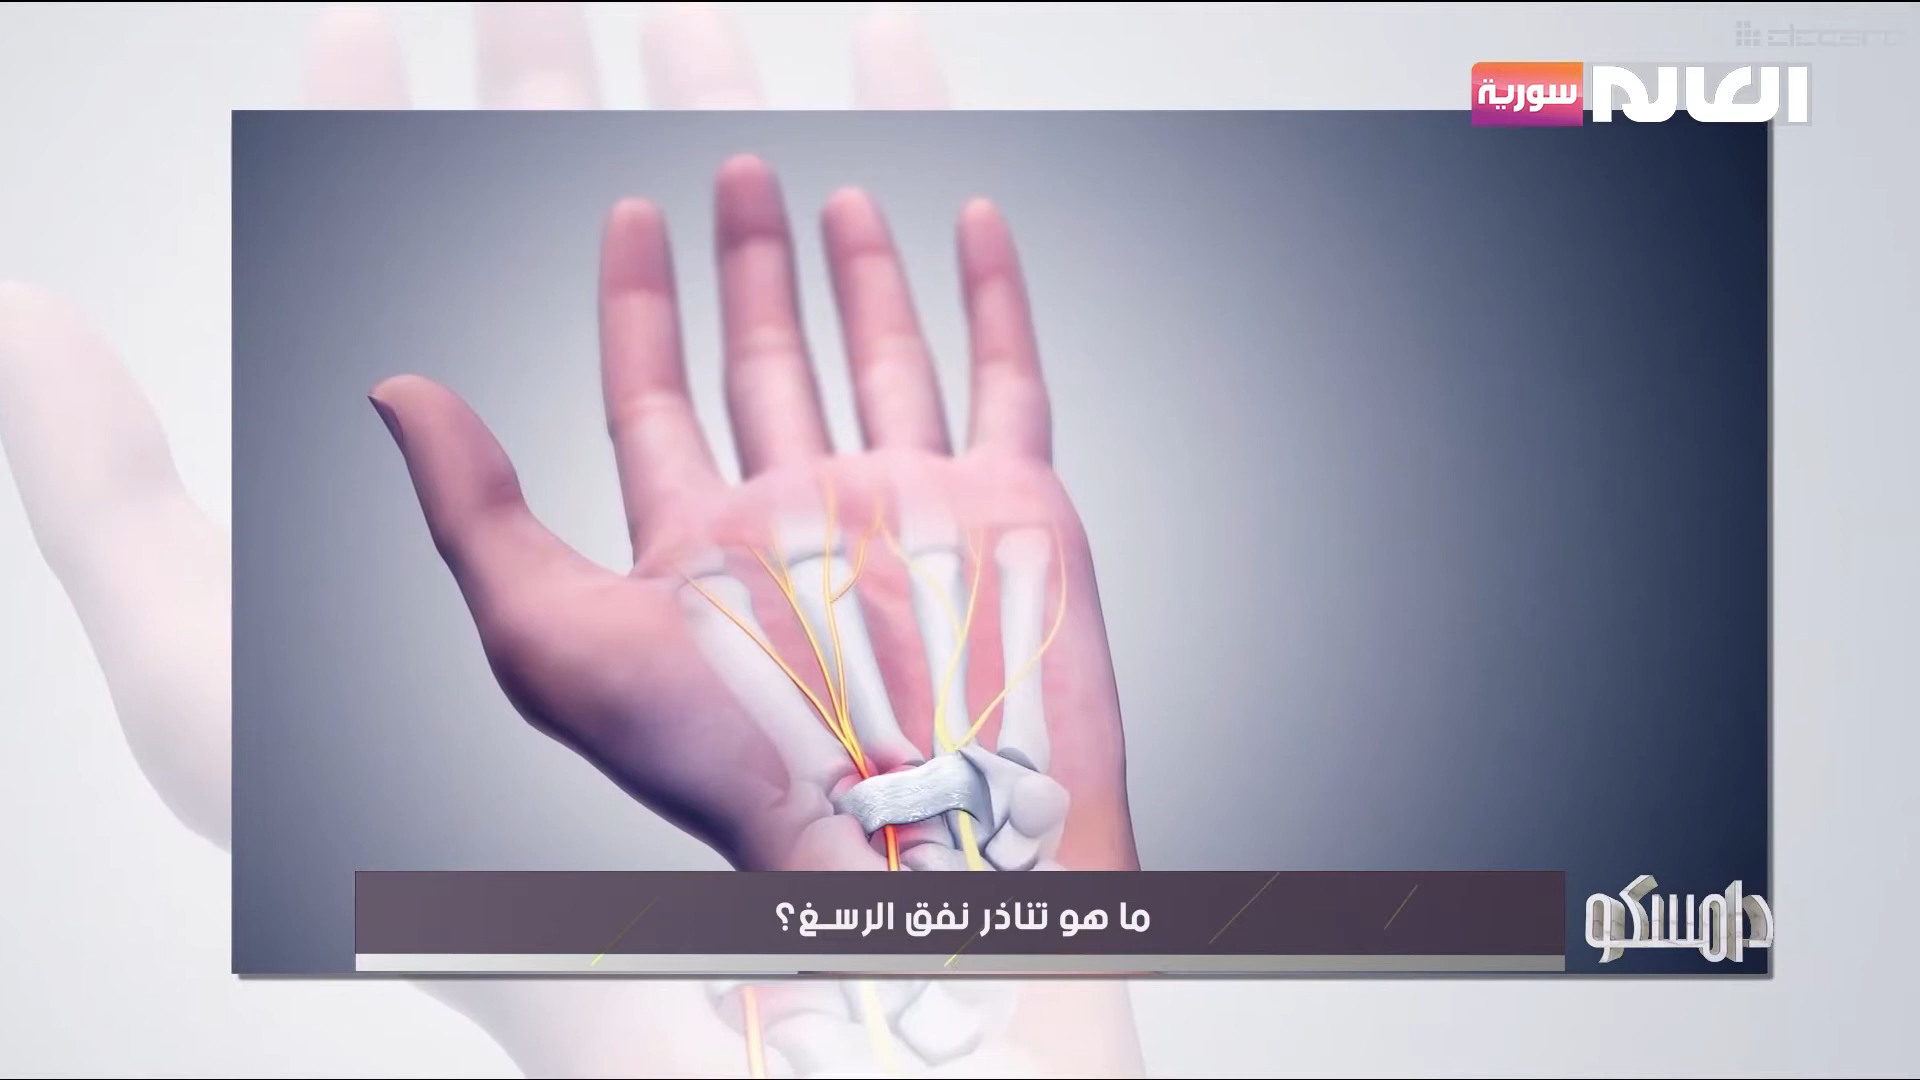 العالم سورية
ما هو تناذر نفق الرسغ؟
دامسكو